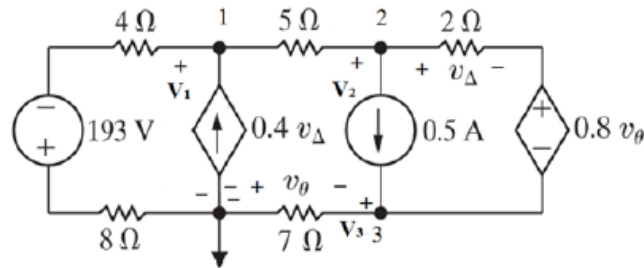 1 2
4 Ω 5 Ω 2 Ω
+ V₁ + V₂ + v_Δ −
− + 193 V 0.4 v_Δ 0.5 A + − 0.8 v_θ
− − − + v_θ − +
8 Ω 7 Ω V₃ 3